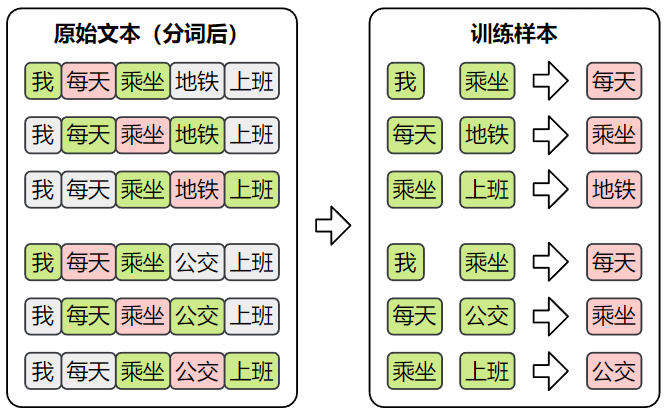 原始文本（分词后）
我 每天 乘坐 地铁 上班
我 每天 乘坐 地铁 上班
我 每天 乘坐 地铁 上班
我 每天 乘坐 公交 上班
我 每天 乘坐 公交 上班
我 每天 乘坐 公交 上班
训练样本
我 乘坐 每天
每天 地铁 乘坐
乘坐 上班 地铁
我 乘坐 每天
每天 公交 乘坐
乘坐 上班 公交